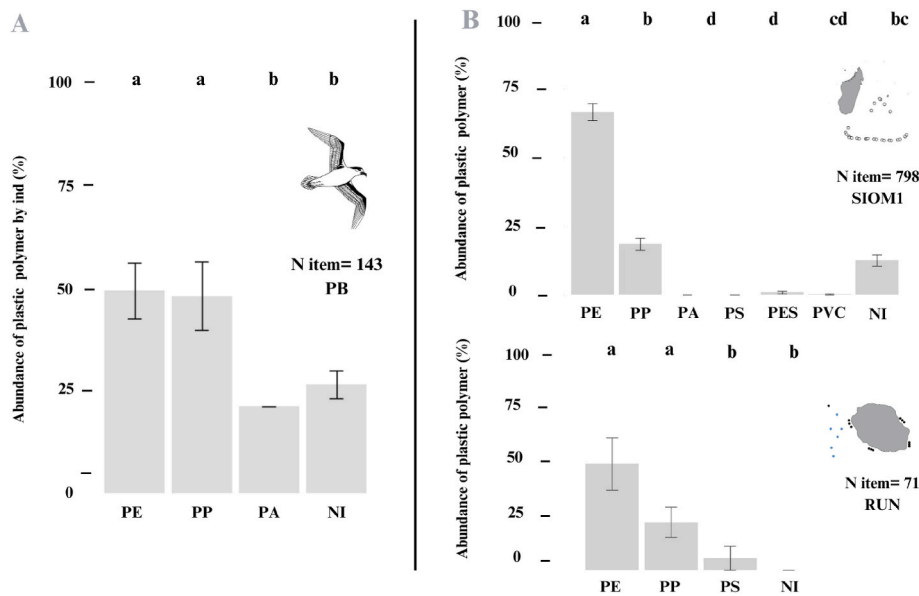 A
Abundance of plastic polymer by ind (%)
100
75
50
25
0
a a b b
N item= 143
PB
PE PP PA NI
B
Abundance of plastic polymer (%)
100
75
50
25
0
a b d d cd bc
N item= 798
SIOM1
PE PP PA PS PES PVC NI
Abundance of plastic polymer (%)
100
75
50
25
0
a a b b
N item= 71
RUN
PE PP PS NI